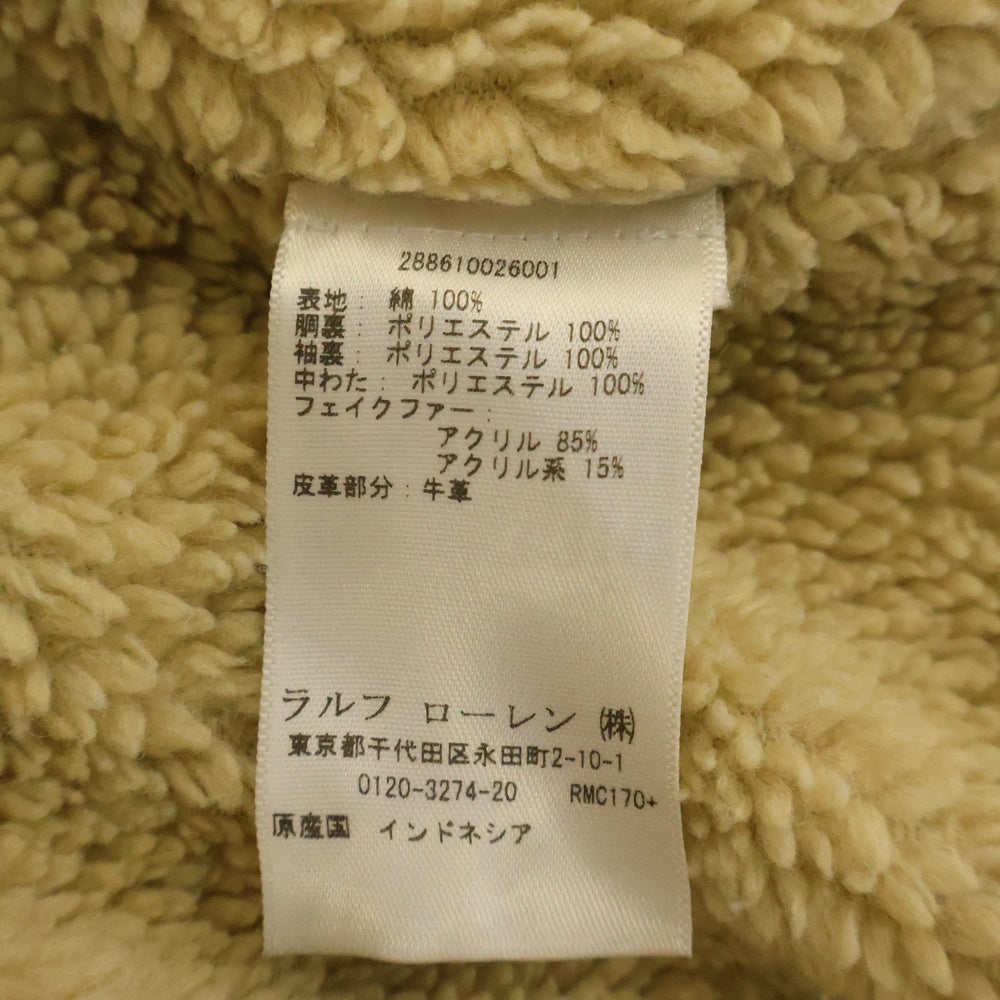 288610026001
表地: 綿 100%
胴裏: ポリエステル 100%
袖裏: ポリエステル 100%
中わた: ポリエステル 100%
フェイクファー:
アクリル 85%
アクリル系 15%
皮革部分: 牛革
ラルフ ローレン ㈱
東京都千代田区永田町2-10-1
0120-3274-20 RMC170+
原産国 インドネシア